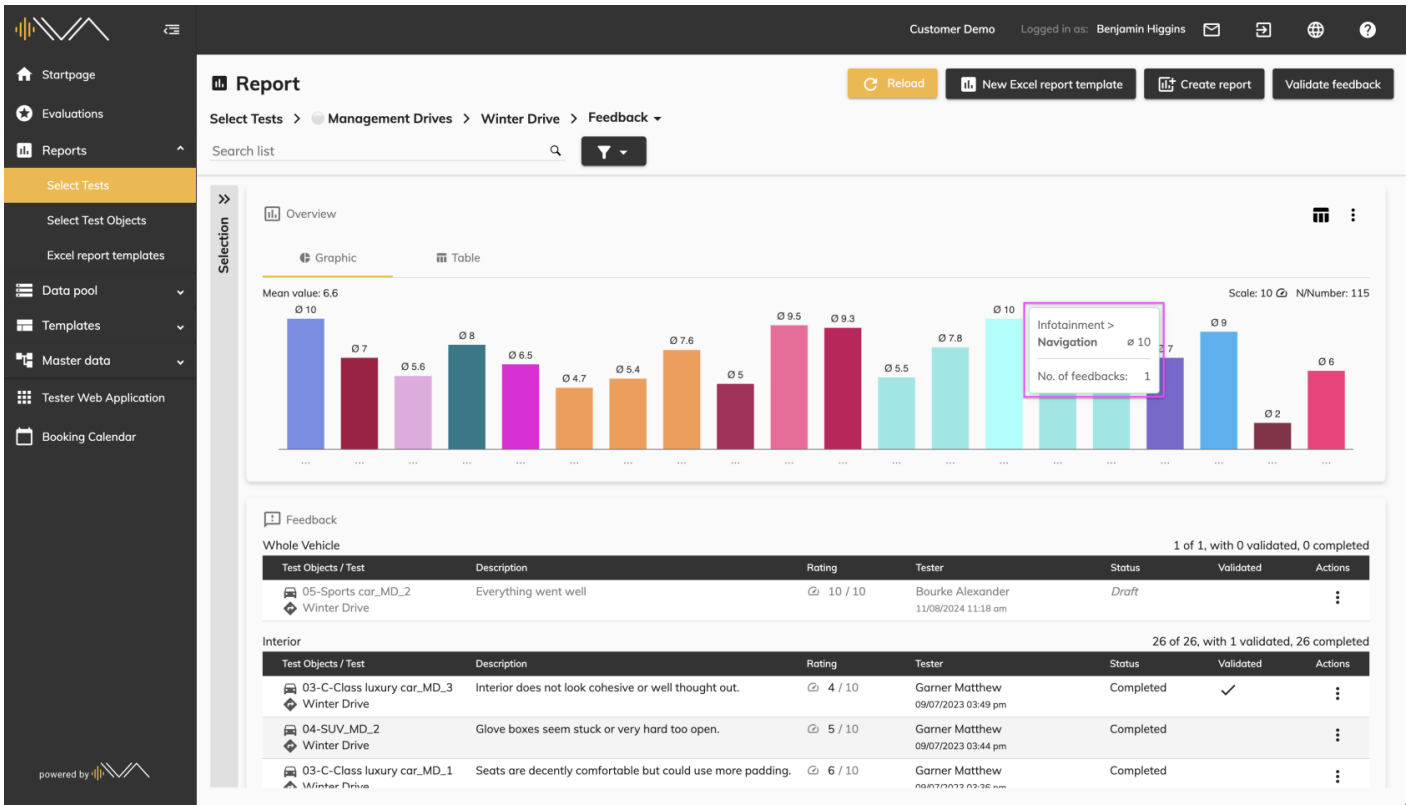 Customer Demo Logged in as: Benjamin Higgins
Startpage
Evaluations
Reports
Select Tests
Select Test Objects
Excel report templates
Data pool
Templates
Master data
Tester Web Application
Booking Calendar
powered by
Report
Reload
New Excel report template
Create report
Validate feedback
Select Tests > Management Drives > Winter Drive > Feedback
Search list
Selection
Overview
Graphic Table
Mean value: 6.6 Scale: 10 N/Number: 115
Ø 10 Ø 7 Ø 5.6 Ø 8 Ø 6.5 Ø 4.7 Ø 5.4 Ø 7.6 Ø 5 Ø 9.5 Ø 9.3 Ø 5.5 Ø 7.8 Ø 10 7 Ø 9 Ø 2 Ø 6
Infotainment >
Navigation ø 10
No. of feedbacks: 1
... ... ... ... ... ... ... ... ... ... ... ... ... ... ... ... ... ... ... ...
Feedback
Whole Vehicle 1 of 1, with 0 validated, 0 completed
Test Objects / Test Description Rating Tester Status Validated Actions
05-Sports car_MD_2 Everything went well 10 / 10 Bourke Alexander Draft
Winter Drive 11/08/2024 11:18 am
Interior 26 of 26, with 1 validated, 26 completed
Test Objects / Test Description Rating Tester Status Validated Actions
03-C-Class luxury car_MD_3 Interior does not look cohesive or well thought out. 4 / 10 Garner Matthew Completed
Winter Drive 09/07/2023 03:49 pm
04-SUV_MD_2 Glove boxes seem stuck or very hard too open. 5 / 10 Garner Matthew Completed
Winter Drive 09/07/2023 03:44 pm
03-C-Class luxury car_MD_1 Seats are decently comfortable but could use more padding. 6 / 10 Garner Matthew Completed
Winter Drive 09/07/2023 03:36 pm